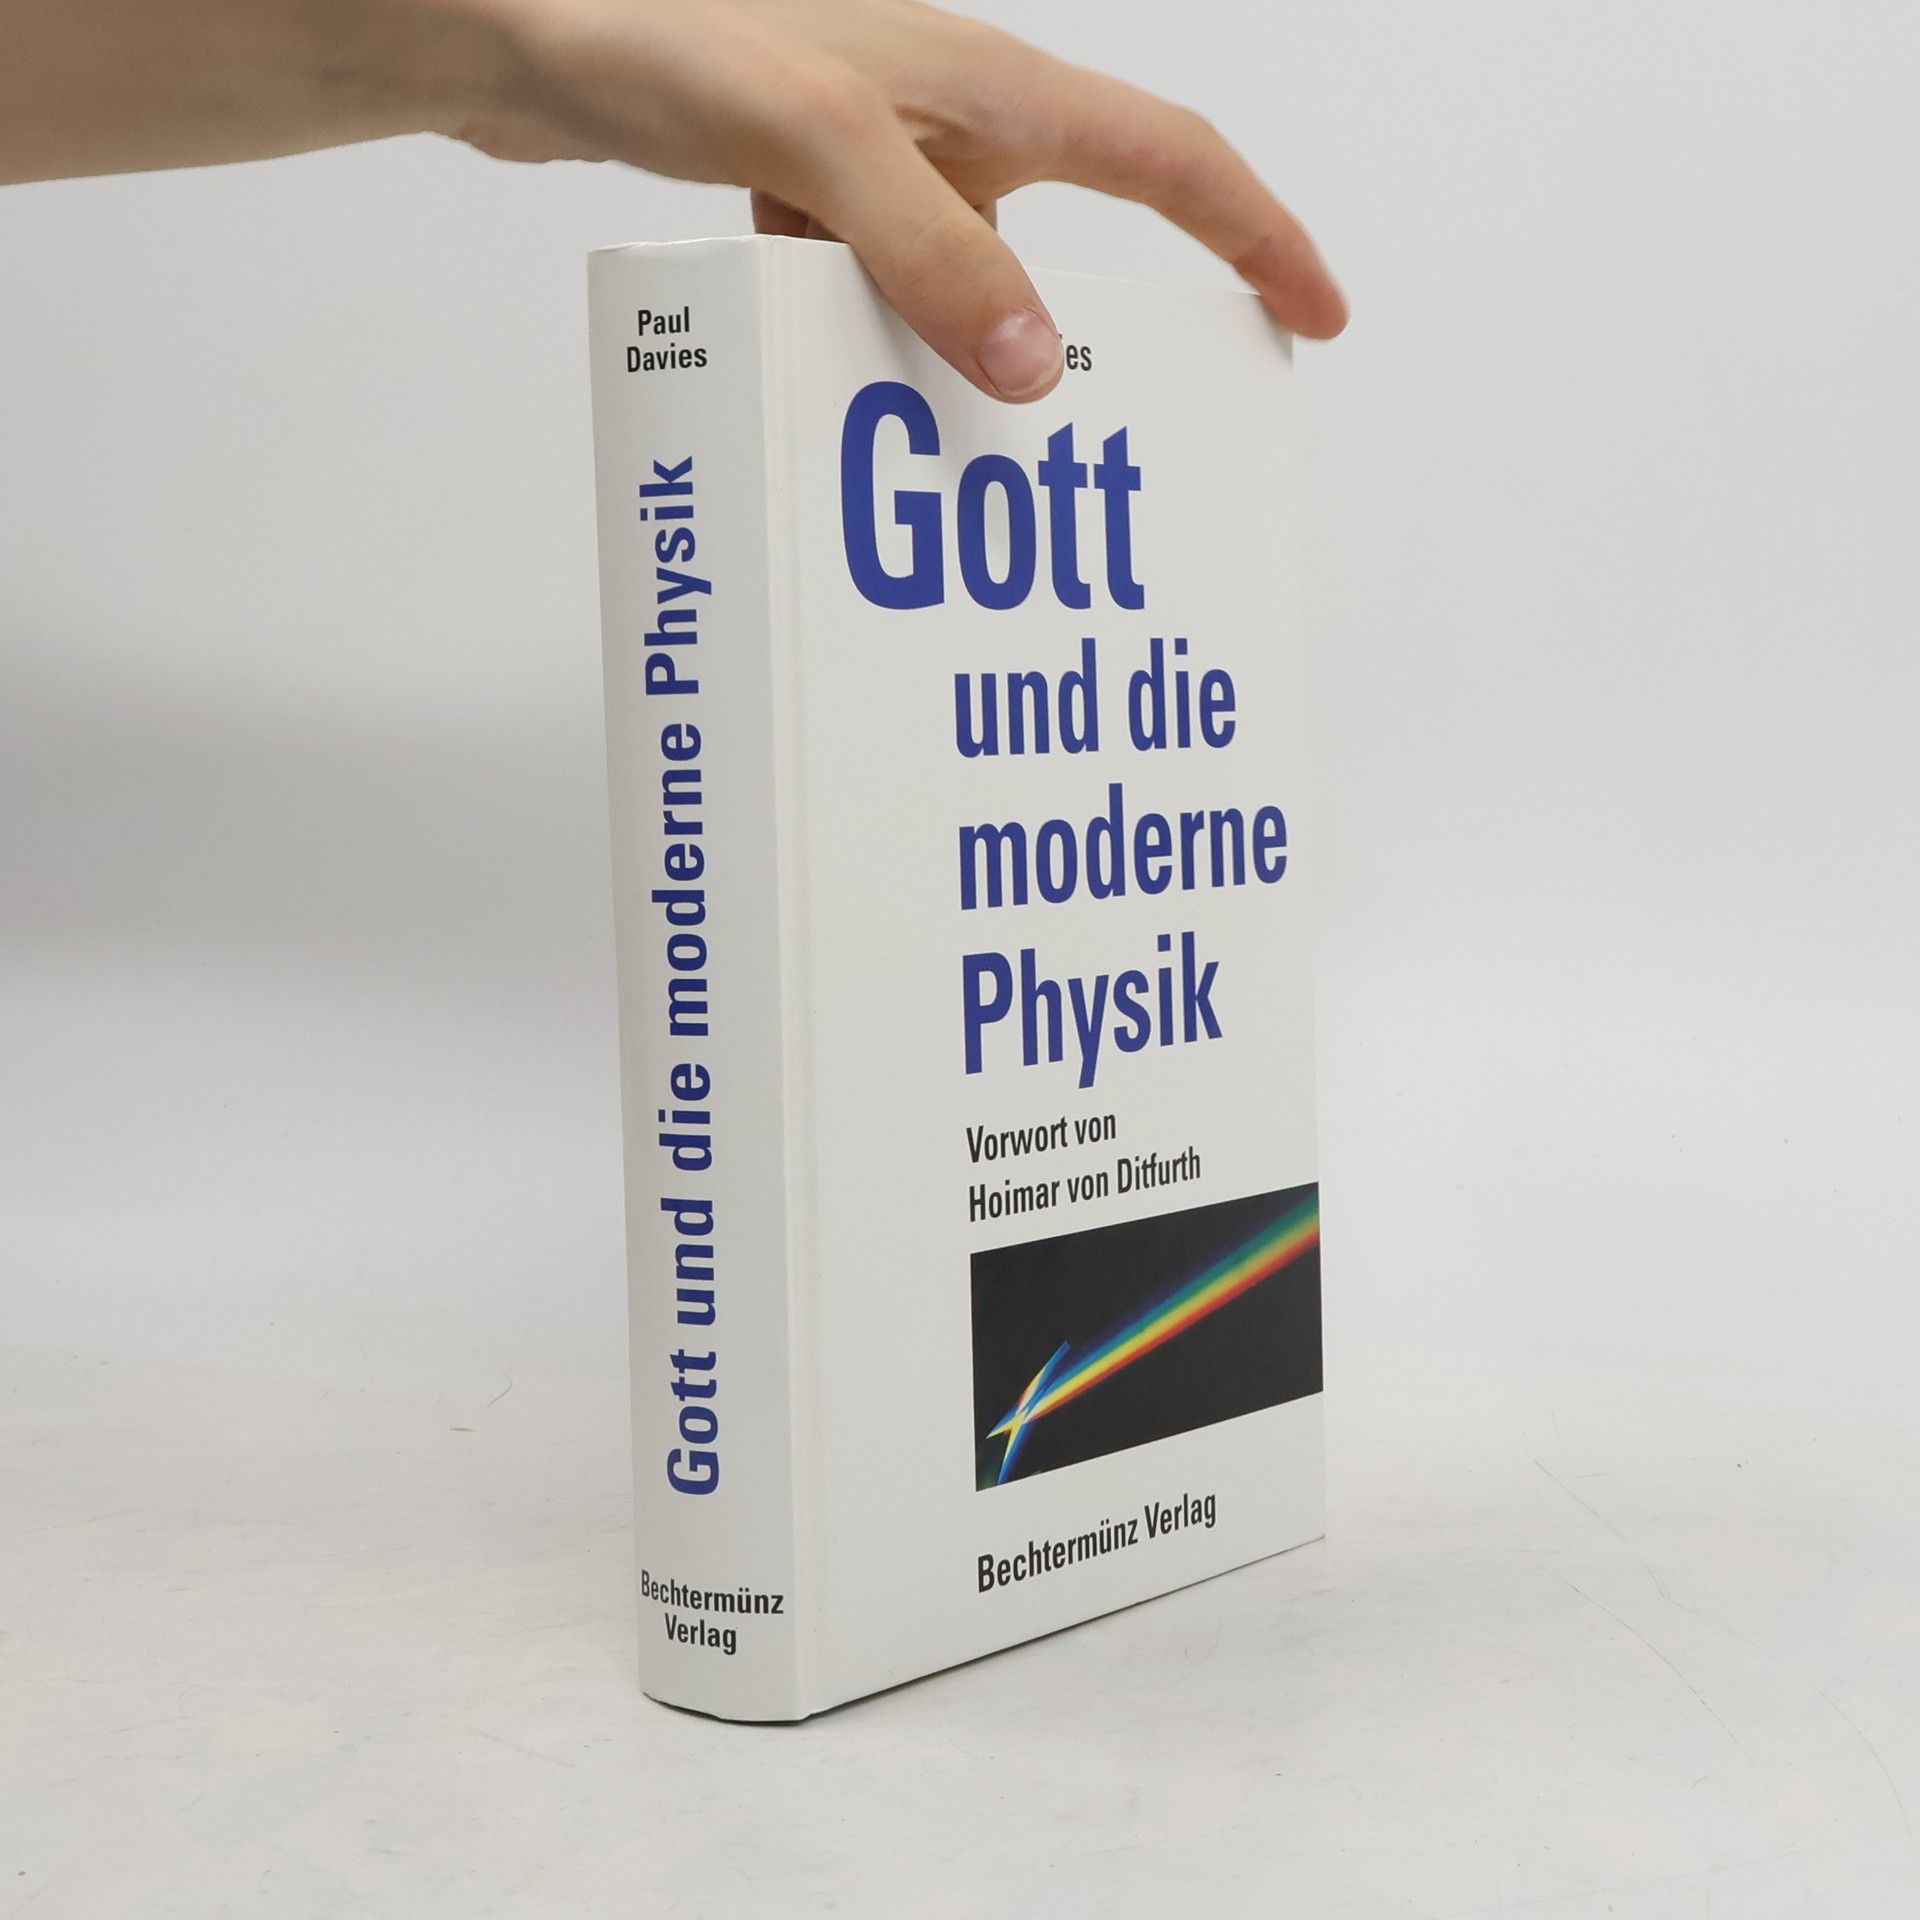 Paul
Davies
Gott und die moderne Physik
Bechtermünz
Verlag
Gott
und die
moderne
Physik
Vorwort von
Hoimar von Ditfurth
Bechtermünz Verlag